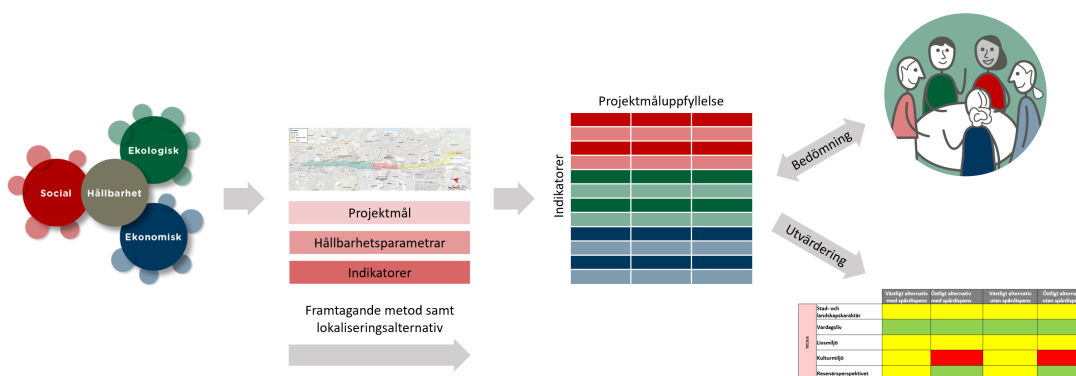 Ekologisk
Social
Hållbarhet
Ekonomisk
Projektmål
Hållbarhetsparametrar
Indikatorer
Framtagande metod samt
lokaliseringsalternativ
Projektmåluppfyllelse
Indikatorer
Bedömning
Utvärdering
Västligt alternativ
med spårdispens
Östligt alternativ
med spårdispens
Västligt alternativ
utan spårdispens
Östligt alternativ
utan spårdispens
Stad- och
landskapskaraktär
Vardagsliv
Livsmiljö
Kulturmiljö
Resenärsperspektivet